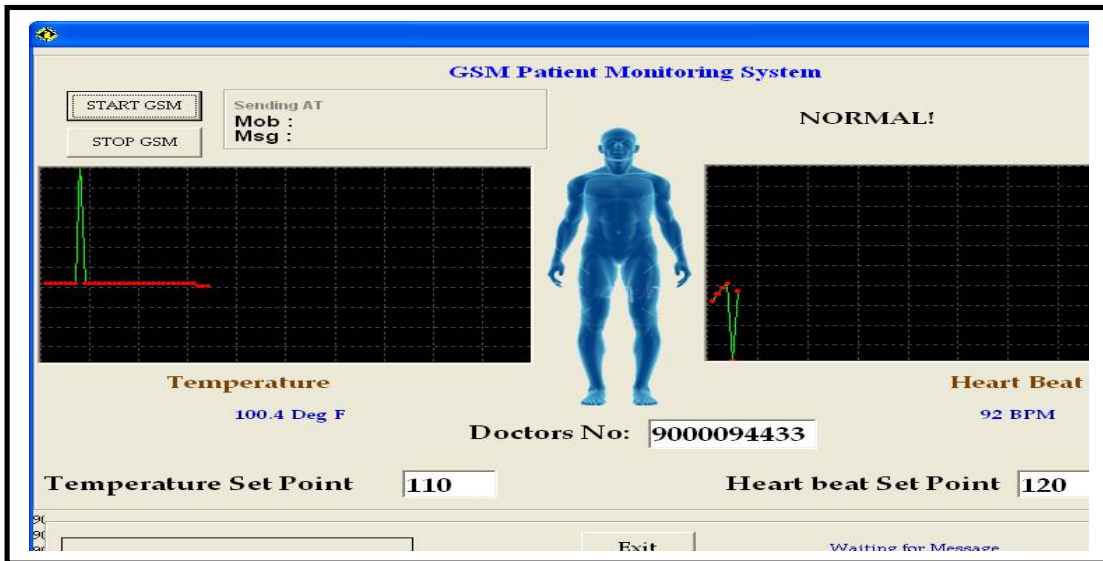 GSM Patient Monitoring System
START GSM
STOP GSM
Sending AT
Mob :
Msg :
NORMAL!
Temperature
100.4 Deg F
Heart Beat
92 BPM
Doctors No: 9000094433
Temperature Set Point 110
Heart beat Set Point 120
Exit
Waiting for Message